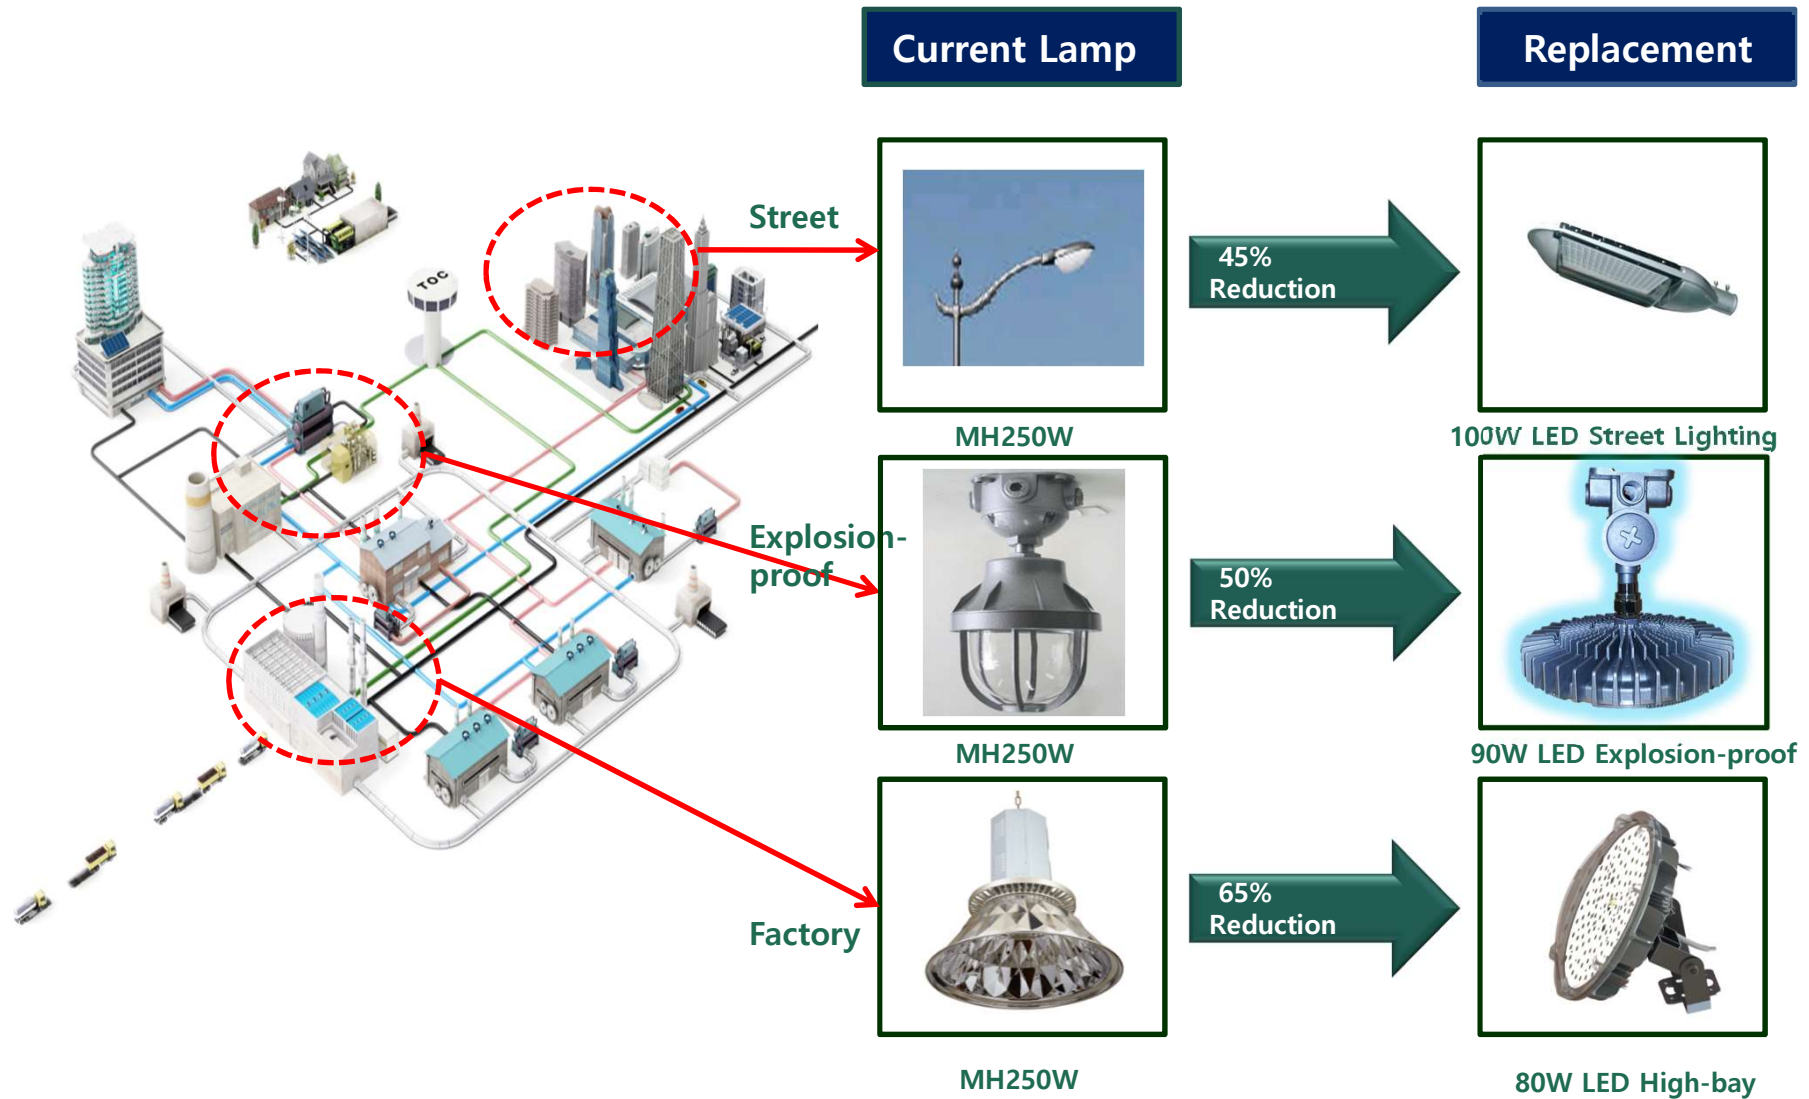 Current Lamp
Replacement
TOC
Street
45%
Reduction
MH250W
100W LED Street Lighting
Explosion-
proof
50%
Reduction
MH250W
90W LED Explosion-proof
Factory
65%
Reduction
MH250W
80W LED High-bay